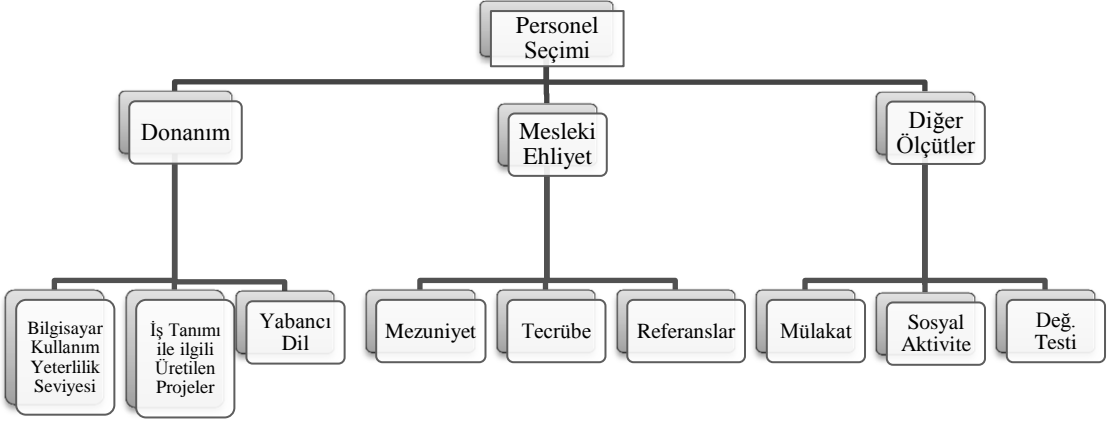 Personel
Seçimi
Donanım
Mesleki
Ehliyet
Diğer
Ölçütler
Bilgisayar
Kullanım
Yeterlilik
Seviyesi
İş Tanımı
ile ilgili
Üretilen
Projeler
Yabancı
Dil
Mezuniyet
Tecrübe
Referanslar
Mülakat
Sosyal
Aktivite
Değ.
Testi